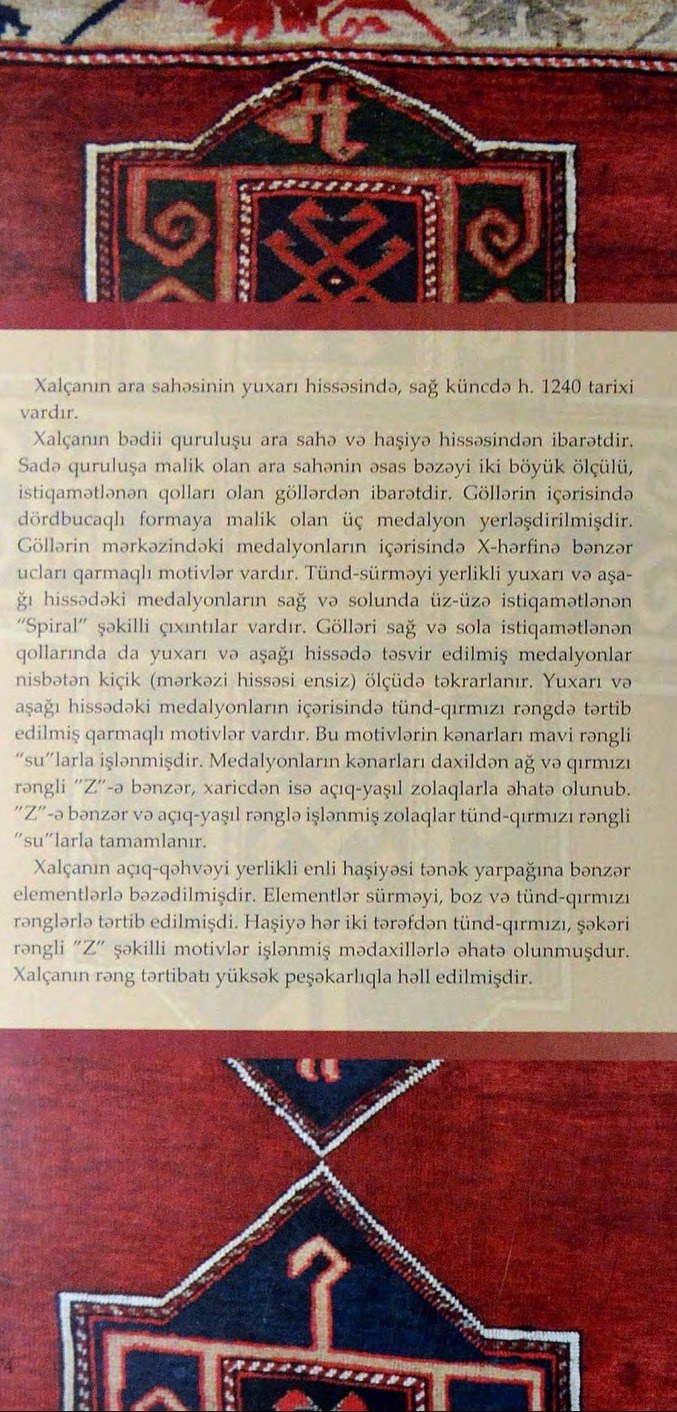 Xalçanın ara sahəsinin yuxarı hissəsində, sağ küncdə h. 1240 tarixi
vardır.
Xalçanın bədii quruluşu ara sahə və haşiyə hissəsindən ibarətdir.
Sadə quruluşa malik olan ara sahənin əsas bəzəyi iki böyük ölçülü,
istiqamətlənən qolları olan göllərdən ibarətdir. Göllərin içərisində
dördbucaqlı formaya malik olan üç medalyon yerləşdirilmişdir.
Göllərin mərkəzindəki medalyonların içərisində X-hərfinə bənzər
ucları qarmaqlı motivlər vardır. Tünd-sürməyi yerlikli yuxarı və aşa-
ğı hissədəki medalyonların sağ və solunda üz-üzə istiqamətlənən
"Spiral" şəkilli çıxıntılar vardır. Gölləri sağ və sola istiqamətlənən
qollarında da yuxarı və aşağı hissədə təsvir edilmiş medalyonlar
nisbətən kiçik (mərkəzi hissəsi ensiz) ölçüdə təkrarlanır. Yuxarı və
aşağı hissədəki medalyonların içərisində tünd-qırmızı rəngdə tərtib
edilmiş qarmaqlı motivlər vardır. Bu motivlərin kənarları mavi rəngli
"su"larla işlənmişdir. Medalyonların kənarları daxildən ağ və qırmızı
rəngli "Z"-ə bənzər, xaricdən isə açıq-yaşıl zolaqlarla əhatə olunub.
"Z"-ə bənzər və açıq-yaşıl rənglə işlənmiş zolaqlar tünd-qırmızı rəngli
"su"larla tamamlanır.
Xalçanın açıq-qəhvəyi yerlikli enli haşiyəsi tənək yarpağına bənzər
elementlərlə bəzədilmişdir. Elementlər sürməyi, boz və tünd-qırmızı
rənglərlə tərtib edilmişdi. Haşiyə hər iki tərəfdən tünd-qırmızı, şəkəri
rəngli "Z" şəkilli motivlər işlənmiş mədaxillərlə əhatə olunmuşdur.
Xalçanın rəng tərtibatı yüksək peşəkarlıqla həll edilmişdir.